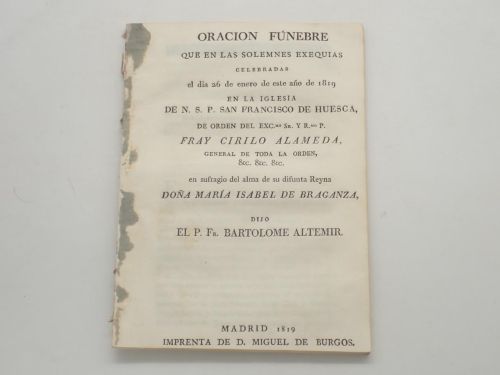 ORACION FÚNEBRE
QUE EN LAS SOLEMNES EXEQUIAS
CELEBRADAS
el dia 26 de enero de este año de 1819
EN LA IGLESIA
DE N. S. P. SAN FRANCISCO DE HUESCA,
DE ORDEN DEL EXC.mo SR. Y R.mo P.
FRAY CIRILO ALAMEDA,
GENERAL DE TODA LA ORDEN,
&c. &c. &c.
en sufragio del alma de su difunta Reyna
DOÑA MARÍA ISABEL DE BRAGANZA,
DIJO
EL P. FR. BARTOLOME ALTEMIR.
MADRID 1819
IMPRENTA DE D. MIGUEL DE BURGOS.